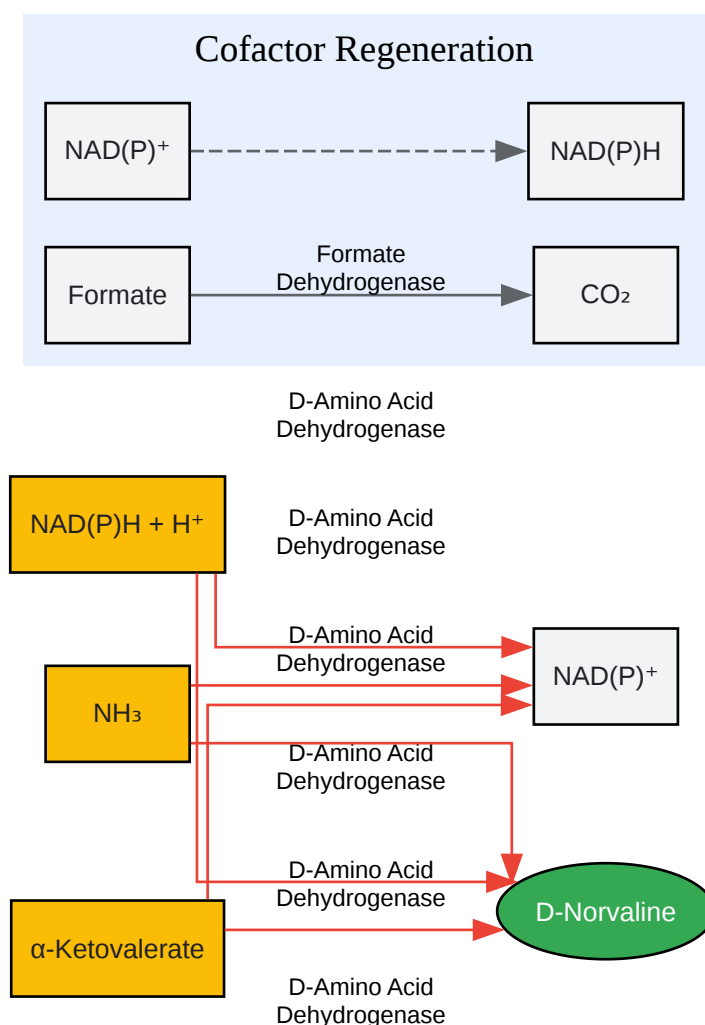 Cofactor Regeneration
NAD(P)⁺
NAD(P)H
Formate
Dehydrogenase
Formate
CO₂
D-Amino Acid
Dehydrogenase
NAD(P)H + H⁺
D-Amino Acid
Dehydrogenase
D-Amino Acid
Dehydrogenase
NAD(P)⁺
NH₃
D-Amino Acid
Dehydrogenase
D-Amino Acid
Dehydrogenase
D-Norvaline
α-Ketovalerate
D-Amino Acid
Dehydrogenase